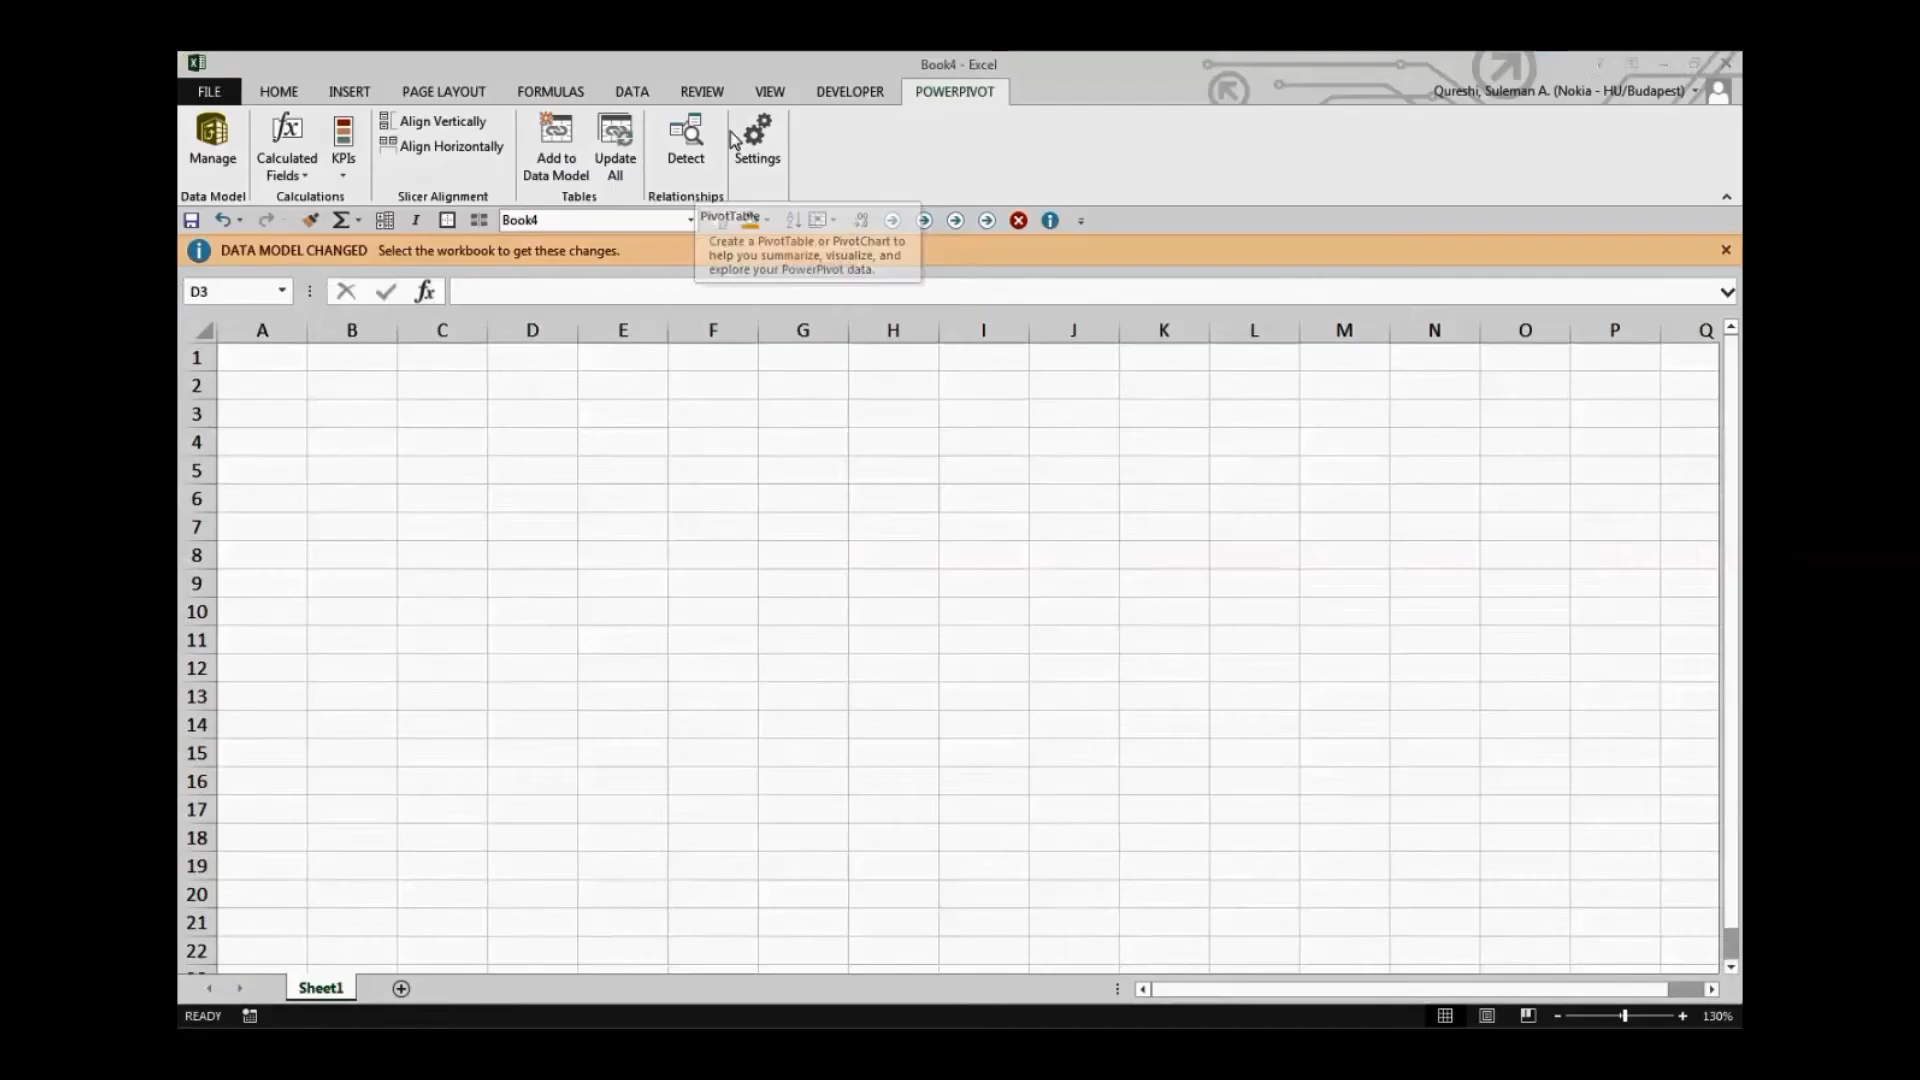 Book4 - Excel
FILE HOME INSERT PAGE LAYOUT FORMULAS DATA REVIEW VIEW DEVELOPER POWERPIVOT
Qureshi, Suleman A. (Nokia - HU/Budapest)
Manage
Calculated
Fields
KPIs
Align Vertically
Align Horizontally
Add to
Data Model
Update
All
Detect
Settings
Data Model Calculations Slicer Alignment Tables Relationships
Book4
PivotTable
Create a PivotTable or PivotChart to
help you summarize, visualize, and
explore your PowerPivot data.
DATA MODEL CHANGED Select the workbook to get these changes.
D3
fx
A B C D E F G H I J K L M N O P Q
1
2
3
4
5
6
7
8
9
10
11
12
13
14
15
16
17
18
19
20
21
22
Sheet1
READY
130%